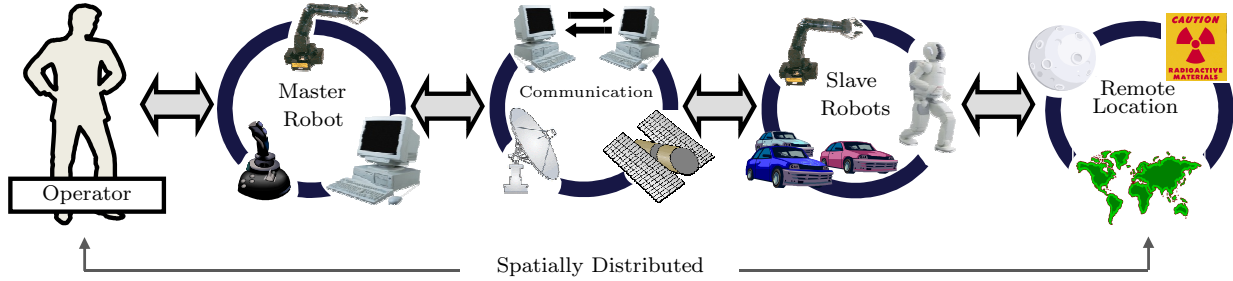 Operator
Master
Robot
Communication
Slave
Robots
CAUTION
RADIOACTIVE
MATERIALS
Remote
Location
Spatially Distributed